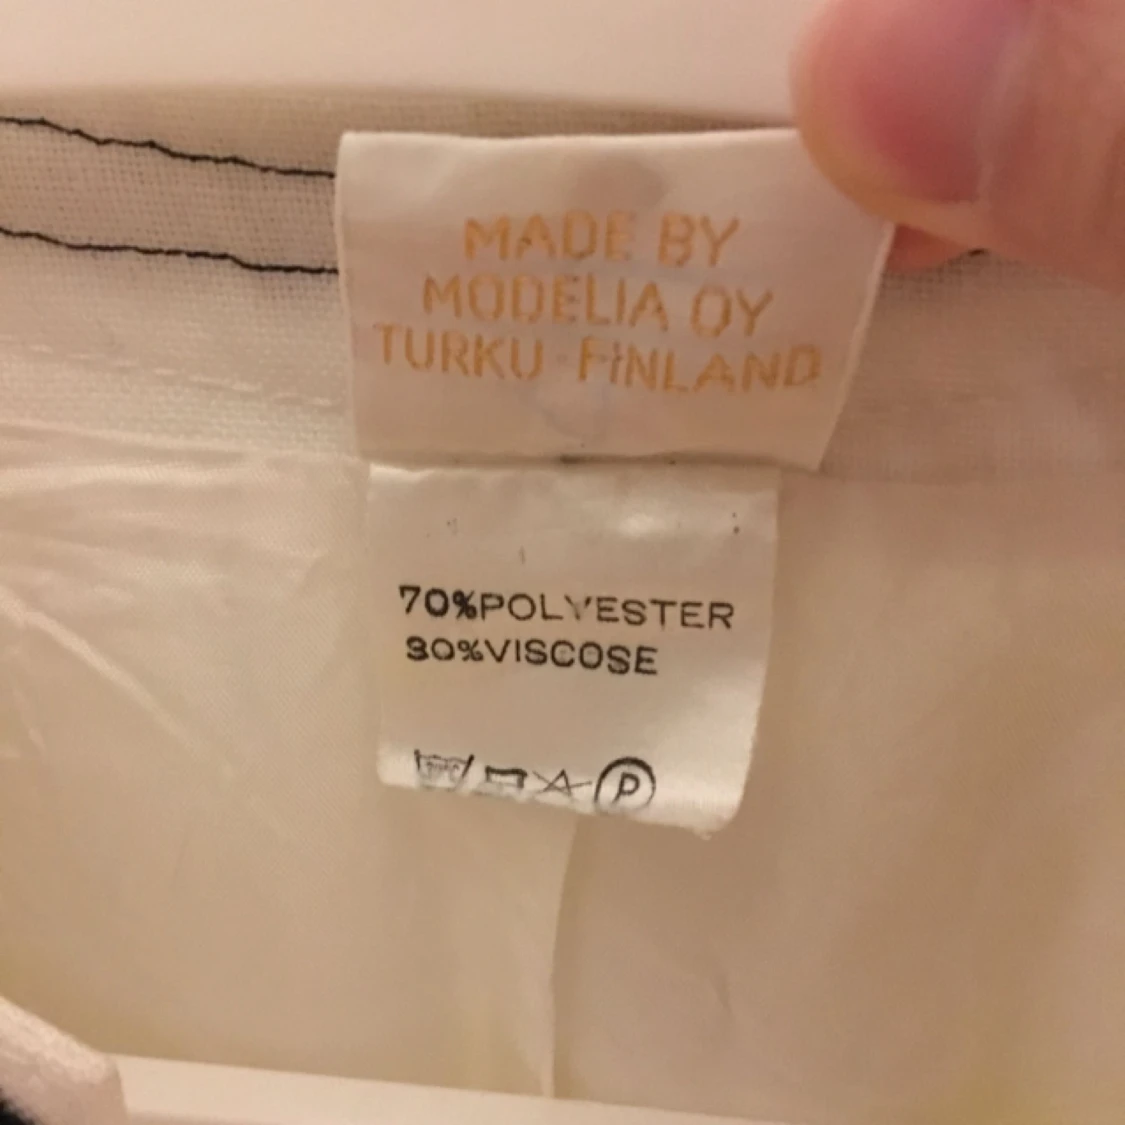 MADE BY
MODELIA OY
TURKU FINLAND
70%POLYESTER
30%VISCOSE
P